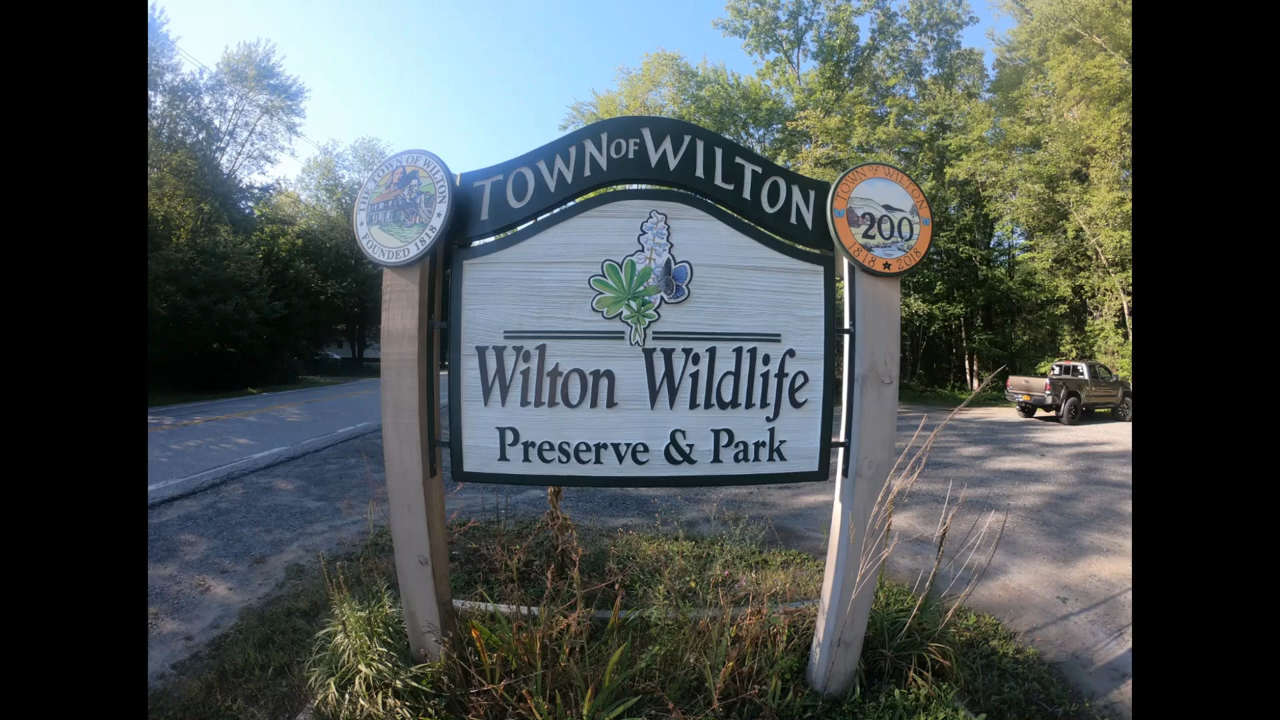 TOWN OF WILTON
THE TOWN OF WILTON
FOUNDED 1818
TOWN OF WILTON
200
1818 ★ 2018
Wilton Wildlife
Preserve & Park